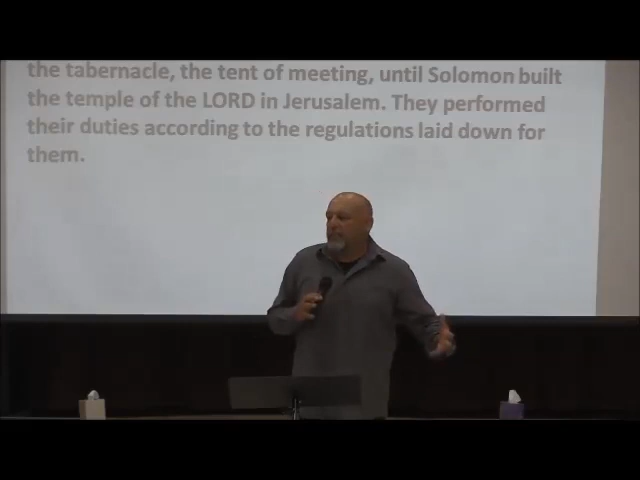 the tabernacle, the tent of meeting, until Solomon built
the temple of the LORD in Jerusalem. They performed
their duties according to the regulations laid down for
them.